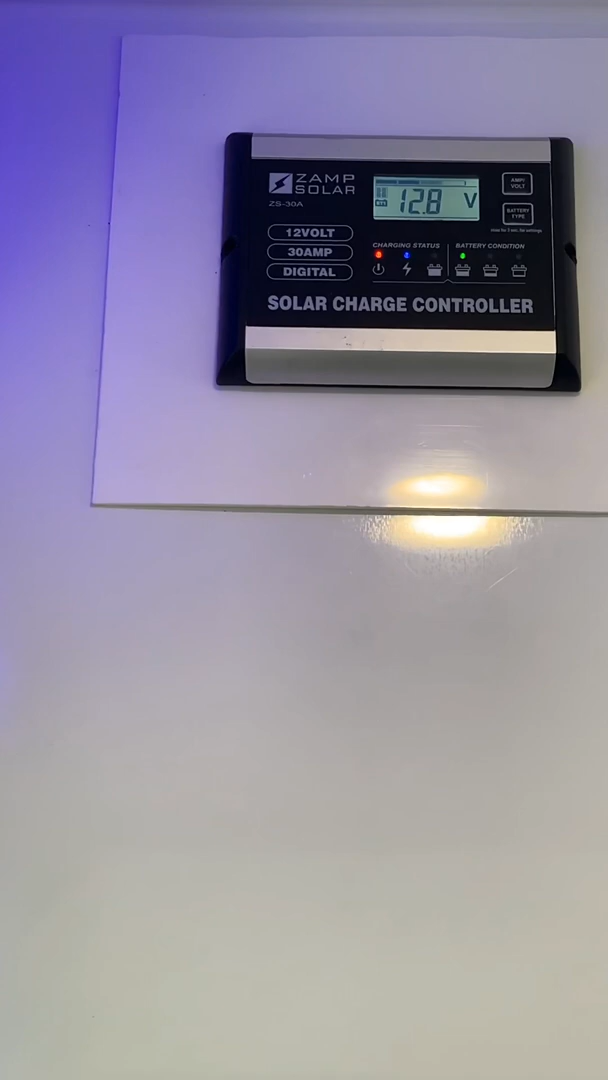 ZAMP
SOLAR
ZS-30A
12.8 V
AMP/
VOLT
BATTERY
TYPE
12VOLT
30AMP
DIGITAL
CHARGING STATUS
BATTERY CONDITION
SOLAR CHARGE CONTROLLER